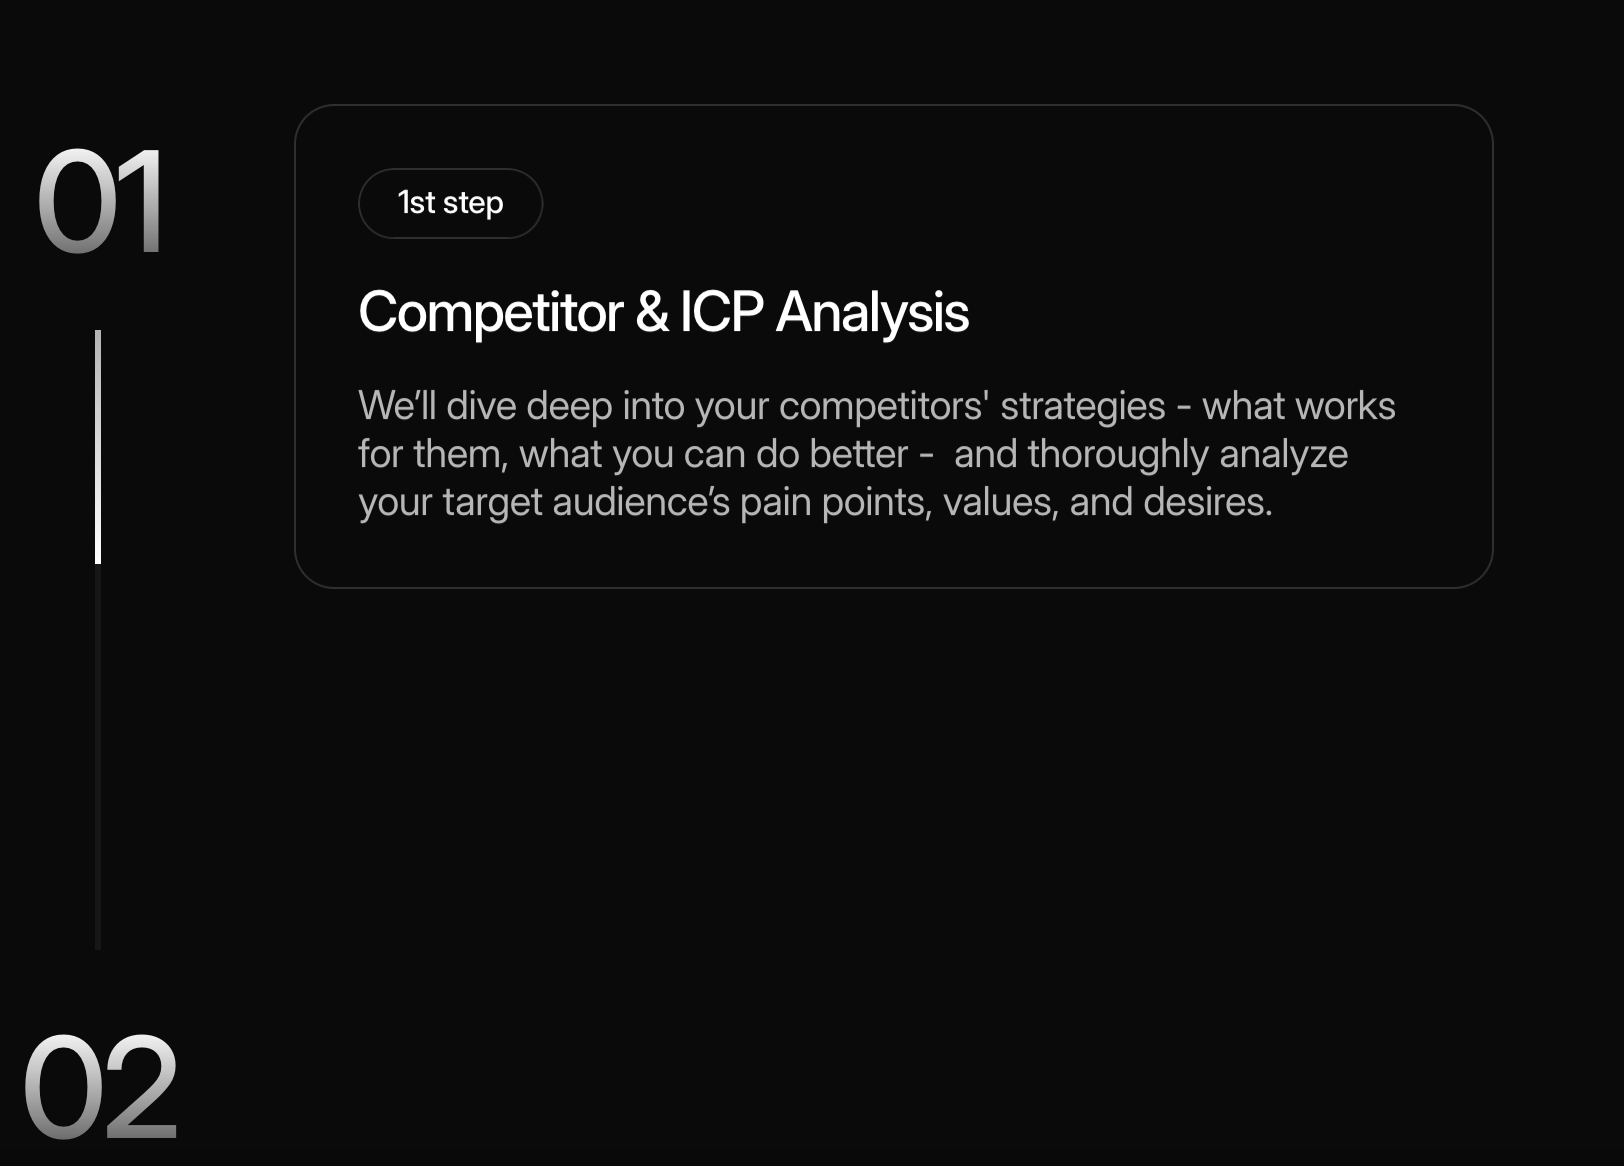 01
1st step
Competitor & ICP Analysis
We’ll dive deep into your competitors' strategies - what works
for them, what you can do better -  and thoroughly analyze
your target audience’s pain points, values, and desires.
02